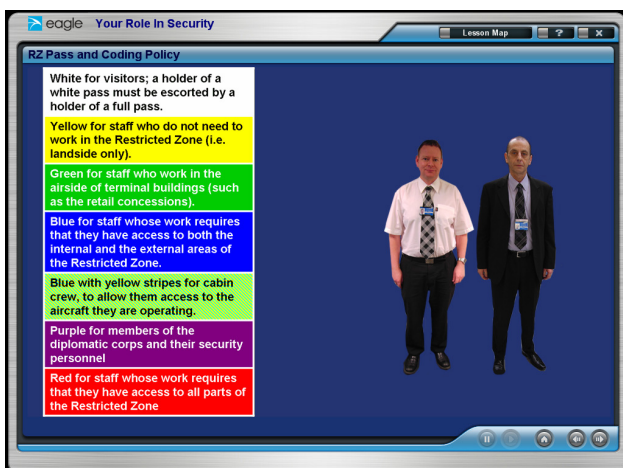 eagle Your Role In Security
Lesson Map ? X
RZ Pass and Coding Policy
White for visitors; a holder of a
white pass must be escorted by a
holder of a full pass.
Yellow for staff who do not need to
work in the Restricted Zone (i.e.
landside only).
Green for staff who work in the
airside of terminal buildings (such
as the retail concessions).
Blue for staff whose work requires
that they have access to both the
internal and the external areas of
the Restricted Zone.
Blue with yellow stripes for cabin
crew, to allow them access to the
aircraft they are operating.
Purple for members of the
diplomatic corps and their security
personnel
Red for staff whose work requires
that they have access to all parts of
the Restricted Zone